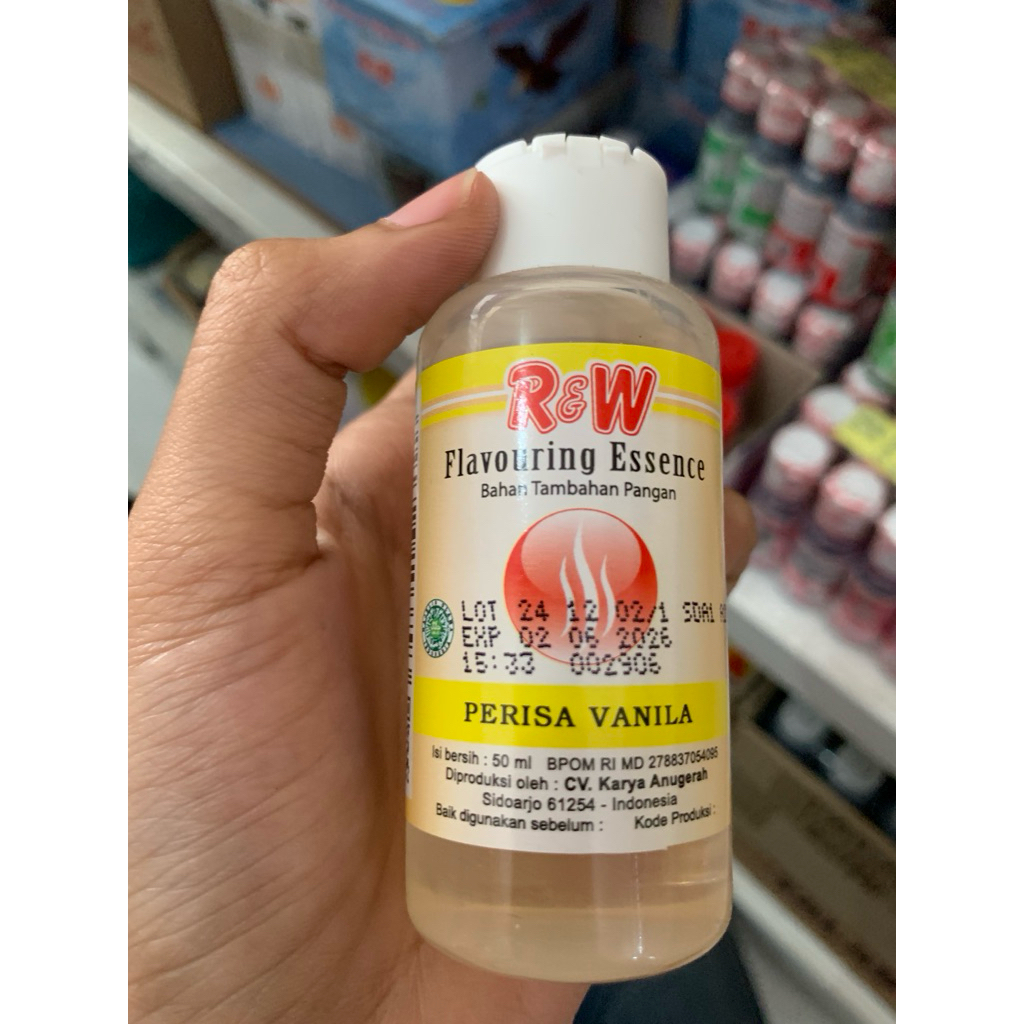 R&W
Flavouring Essence
Bahan Tambahan Pangan
LOT 24 12 02/1 SDA1
EXP 02 06 2026
15:33 002906
PERISA VANILA
Isi bersih : 50 ml BPOM RI MD 278837054095
Diproduksi oleh : CV. Karya Anugerah
Sidoarjo 61254 - Indonesia
Baik digunakan sebelum : Kode Produksi :